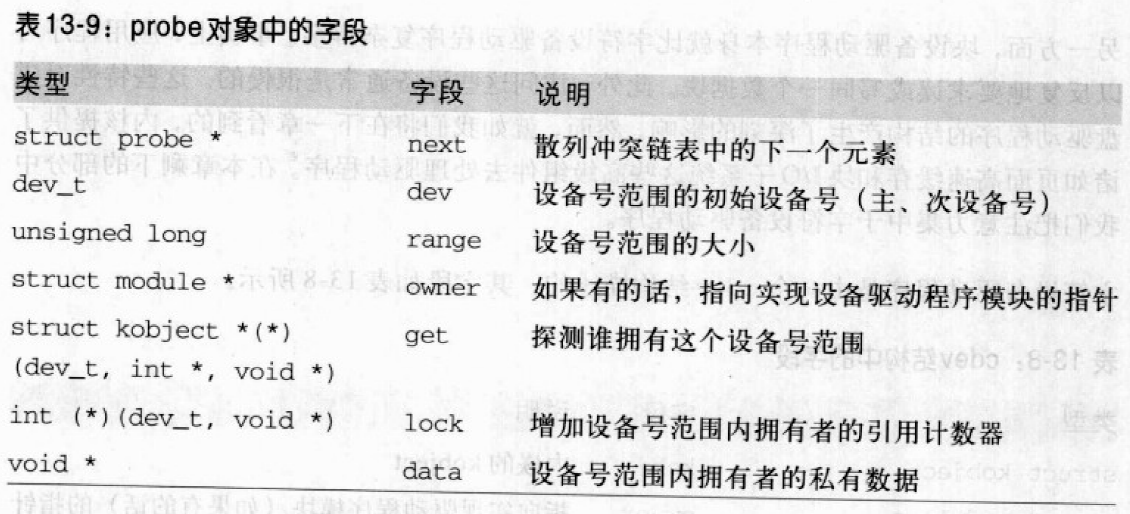 表13-9：probe对象中的字段
类型 字段 说明
struct probe * next 散列冲突链表中的下一个元素
dev_t dev 设备号范围的初始设备号（主、次设备号）
unsigned long range 设备号范围的大小
struct module * owner 如果有的话，指向实现设备驱动程序模块的指针
struct kobject *(*) get 探测谁拥有这个设备号范围
(dev_t, int *, void *)
int (*)(dev_t, void *) lock 增加设备号范围内拥有者的引用计数器
void * data 设备号范围内拥有者的私有数据